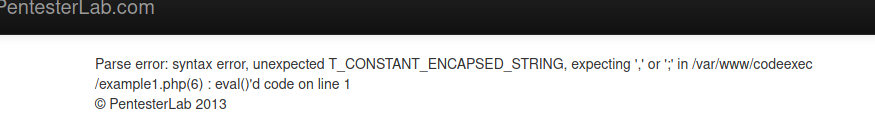 PentesterLab.com
Parse error: syntax error, unexpected T_CONSTANT_ENCAPSED_STRING, expecting ',' or ';' in /var/www/codeexec
/example1.php(6) : eval()'d code on line 1
© PentesterLab 2013